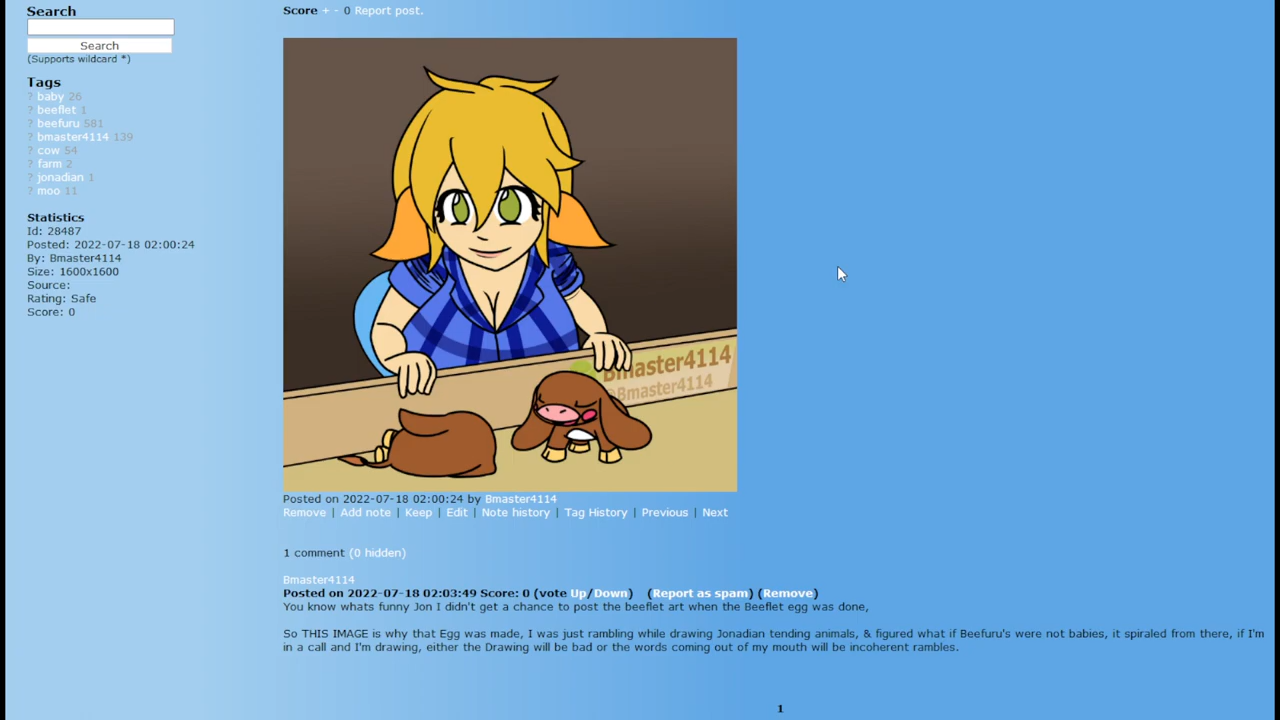 Search
Search
(Supports wildcard *)
Tags
? baby 26
? beeflet 1
? beefuru 581
? bmaster4114 139
? cow 54
? farm 2
? jonadian 1
? moo 11
Statistics
Id: 28487
Posted: 2022-07-18 02:00:24
By: Bmaster4114
Size: 1600x1600
Source:
Rating: Safe
Score: 0
Score + - 0 Report post.
Bmaster4114
@Bmaster4114
Posted on 2022-07-18 02:00:24 by Bmaster4114
Remove | Add note | Keep | Edit | Note history | Tag History | Previous | Next
1 comment (0 hidden)
Bmaster4114
Posted on 2022-07-18 02:03:49 Score: 0 (vote Up/Down) (Report as spam) (Remove)
You know whats funny Jon I didn't get a chance to post the beeflet art when the Beeflet egg was done,
So THIS IMAGE is why that Egg was made, I was just rambling while drawing Jonadian tending animals, & figured what if Beefuru's were not babies, it spiraled from there, if I'm
in a call and I'm drawing, either the Drawing will be bad or the words coming out of my mouth will be incoherent rambles.
1